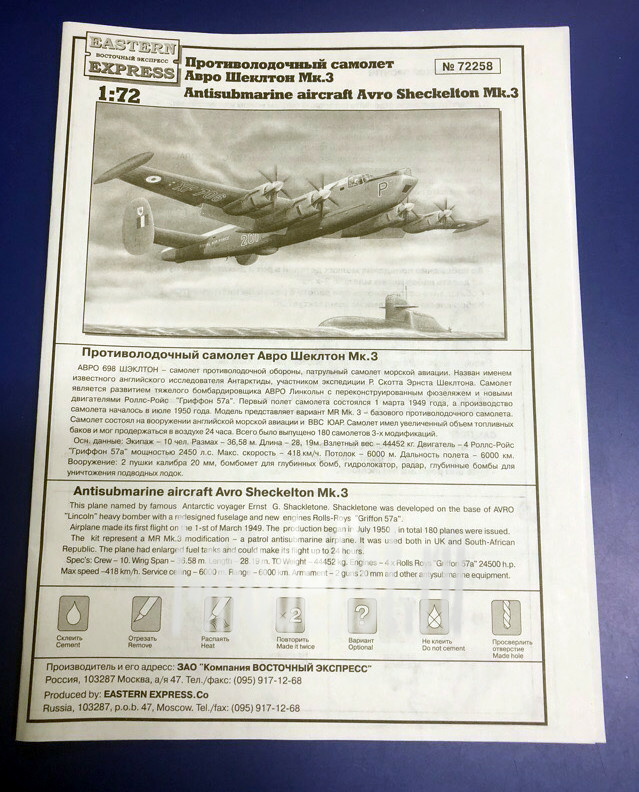 EASTERN
ВОСТОЧНЫЙ ЭКСПРЕСС
EXPRESS
1:72
Противолодочный самолет
Авро Шеклтон Мк.3
№ 72258
Antisubmarine aircraft Avro Sheckelton Mk.3
P
Противолодочный самолет Авро Шеклтон Мк.3
АВРО 698 ШЭКЛТОН – самолет противолодочной обороны, патрульный самолет морской авиации. Назван именем
известного английского исследователя Антарктиды, участником экспедиции Р. Скотта Эрнста Шеклтона. Самолет
является развитием тяжелого бомбардировщика АВРО Линкольн с переконструированным фюзеляжем и новыми
двигателями Роллс-Ройс "Гриффон 57а". Первый полет самолета состоялся 1 марта 1949 года, а производство
самолета началось в июле 1950 года. Модель представляет вариант MR Mk. 3 – базового противолодочного самолета.
Самолет состоял на вооружении английской морской авиации и ВВС ЮАР. Самолет имел увеличенный объем топливных
баков и мог продержаться в воздухе 24 часа. Всего было выпущено 180 самолетов 3-х модификаций.
Осн. данные: Экипаж – 10 чел. Размах – 36,58 м. Длина – 28, 19м. Взлетный вес – 44452 кг. Двигатель – 4 Роллс-Ройс
"Гриффон 57а" мощностью 2450 л.с. Макс. скорость – 418 км/ч. Потолок – 6000 м. Дальность полета – 6000 км.
Вооружение: 2 пушки калибра 20 мм, бомбомет для глубинных бомб, гидролокатор, радар, глубинные бомбы для
уничтожения подводных лодок.
Antisubmarine aircraft Avro Sheckelton Mk.3
This plane named by famous Antarctic voyager Ernst G. Shackletone. Shackletone was developed on the base of AVRO
"Lincoln" heavy bomber with a redesigned fuselage and new engines Rolls-Roys "Griffon 57a".
Airplane made its first flight on the 1-st of March 1949. The production began in July 1950 , in total 180 planes were issued.
The kit represent a MR Mk.3 modification – a patrol antisubmarine airplane. It was used both in UK and South-African
Republic. The plane had enlarged fuel tanks and could make its flight up to 24 hours.
Spec's: Crew – 10. Wing Span – 36.58 m. Length – 28 19 m. TO Weight – 44452 kg. Engines – 4 x Rolls Roys "Griffon 57a" 24500 h.p.
Max speed –418 km/h. Service ceiling – 6000 m. Range – 6000 km. Armament – 2 guns 20 mm and other antisubmarine equipment.
×2
?
Склеить
Cement
Отрезать
Remove
Распаять
Heat
Повторить
Made it twice
Вариант
Optional
Не клеить
Do not cement
Просверлить
отверстие
Made hole
Производитель и его адрес: ЗАО "Компания ВОСТОЧНЫЙ ЭКСПРЕСС"
Россия, 103287 Москва, а/я 47. Тел./факс: (095) 917-12-68
Produced by: EASTERN EXPRESS.Co
Russia, 103287, p.o.b. 47, Moscow. Tel./fax: (095) 917-12-68